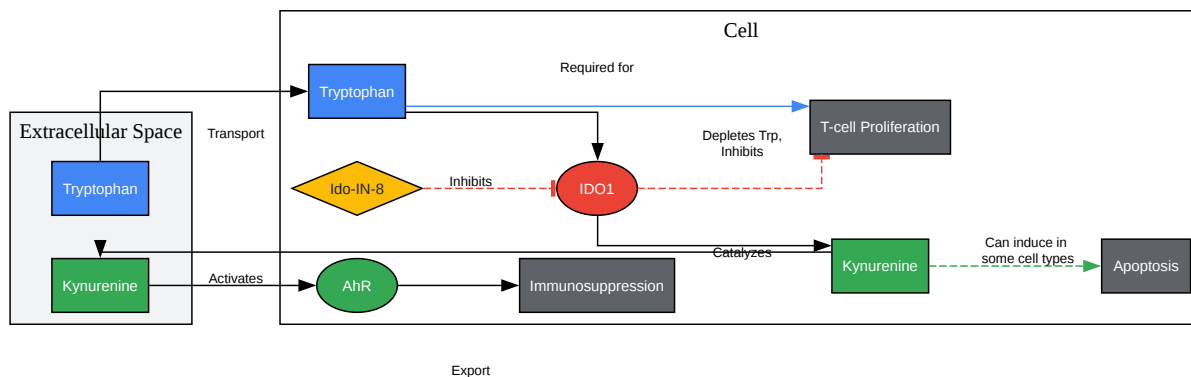 Cell
Required for
Tryptophan
Extracellular Space
Transport
T-cell Proliferation
Depletes Trp,
Inhibits
Tryptophan
Ido-IN-8
Inhibits
IDO1
Catalyzes
Can induce in
some cell types
Kynurenine
Activates
AhR
Immunosuppression
Kynurenine
Apoptosis
Export